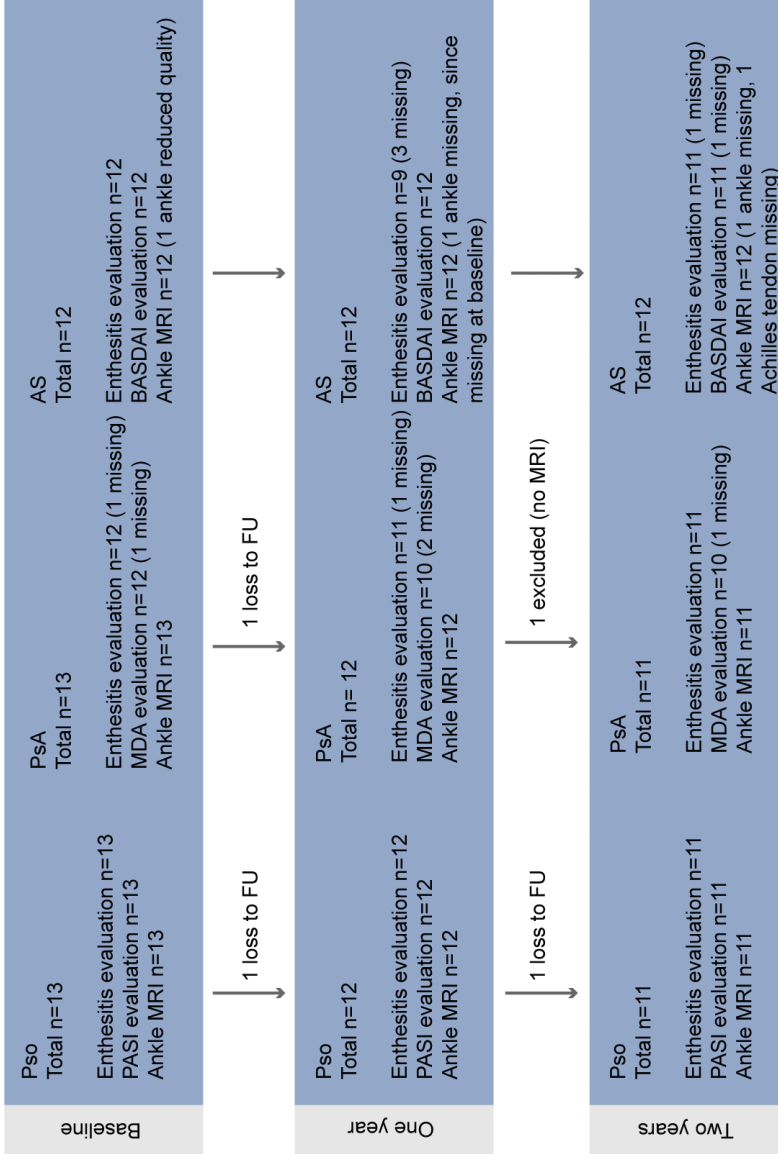 Baseline
Pso
Total n=13
Enthesitis evaluation n=13
PASI evaluation n=13
Ankle MRI n=13
PsA
Total n=13
Enthesitis evaluation n=12 (1 missing)
MDA evaluation n=12 (1 missing)
Ankle MRI n=13
AS
Total n=12
Enthesitis evaluation n=12
BASDAI evaluation n=12
Ankle MRI n=12 (1 ankle reduced quality)
1 loss to FU
1 loss to FU
One year
Pso
Total n=12
Enthesitis evaluation n=12
PASI evaluation n=12
Ankle MRI n=12
PsA
Total n= 12
Enthesitis evaluation n=11 (1 missing)
MDA evaluation n=10 (2 missing)
Ankle MRI n=12
AS
Total n=12
Enthesitis evaluation n=9 (3 missing)
BASDAI evaluation n=12
Ankle MRI n=12 (1 ankle missing, since
missing at baseline)
1 loss to FU
1 excluded (no MRI)
Two years
Pso
Total n=11
Enthesitis evaluation n=11
PASI evaluation n=11
Ankle MRI n=11
PsA
Total n=11
Enthesitis evaluation n=11
MDA evaluation n=10 (1 missing)
Ankle MRI n=11
AS
Total n=12
Enthesitis evaluation n=11 (1 missing)
BASDAI evaluation n=11 (1 missing)
Ankle MRI n=12 (1 ankle missing, 1
Achilles tendon missing)